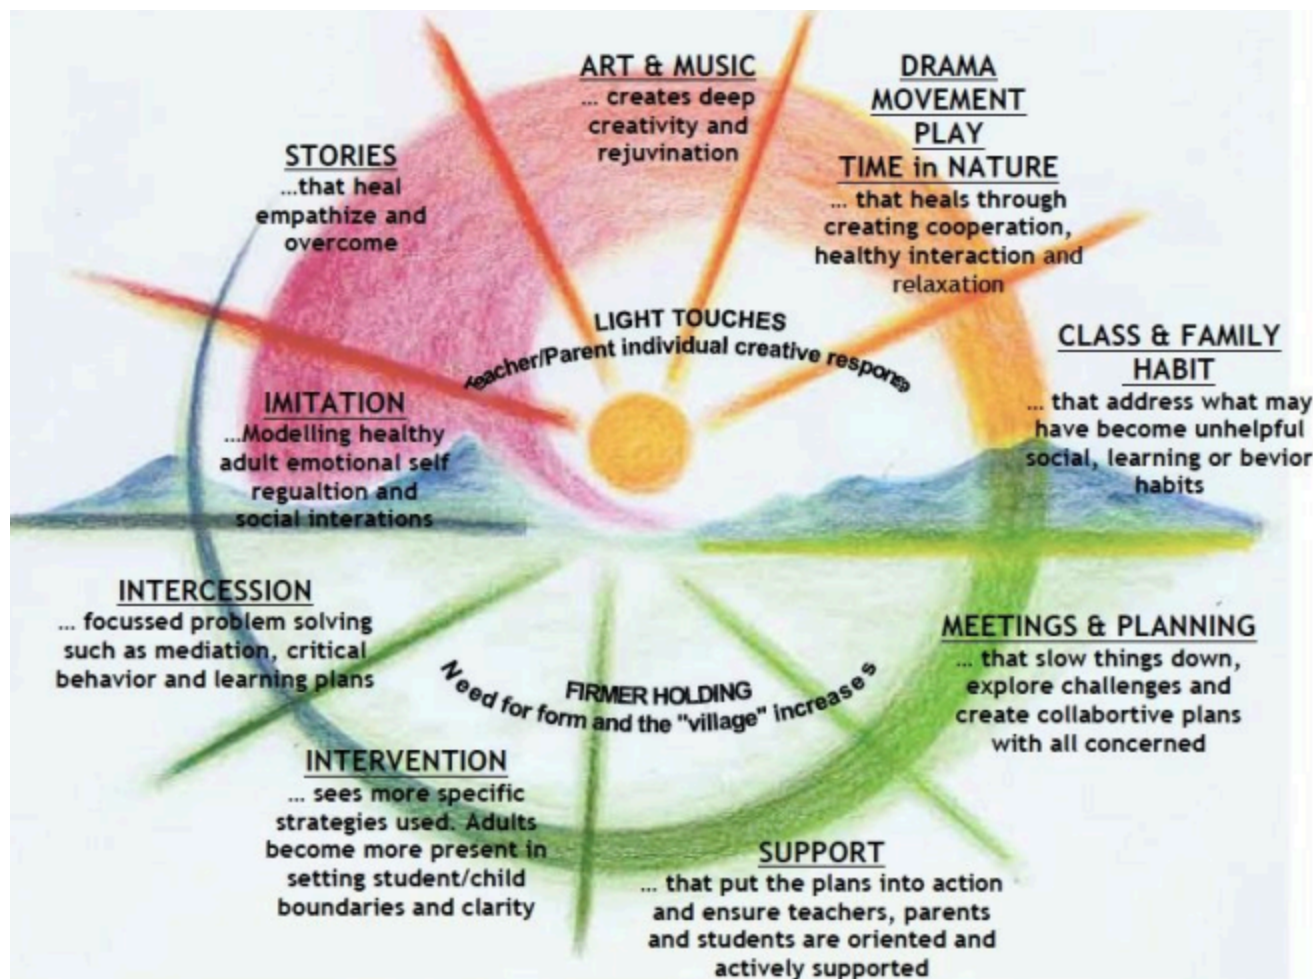 ART & MUSIC
... creates deep
creativity and
rejuvination
DRAMA
MOVEMENT
PLAY
TIME in NATURE
... that heals through
creating cooperation,
healthy interaction and
relaxation
STORIES
...that heal
empathize and
overcome
LIGHT TOUCHES
Teacher/Parent individual creative response
CLASS & FAMILY
HABIT
... that address what may
have become unhelpful
social, learning or bevior
habits
IMITATION
...Modelling healthy
adult emotional self
regualtion and
social interations
INTERCESSION
... focussed problem solving
such as mediation, critical
behavior and learning plans
MEETINGS & PLANNING
... that slow things down,
explore challenges and
create collabortive plans
with all concerned
FIRMER HOLDING
Need for form and the "village" increases
INTERVENTION
... sees more specific
strategies used. Adults
become more present in
setting student/child
boundaries and clarity
SUPPORT
... that put the plans into action
and ensure teachers, parents
and students are oriented and
actively supported